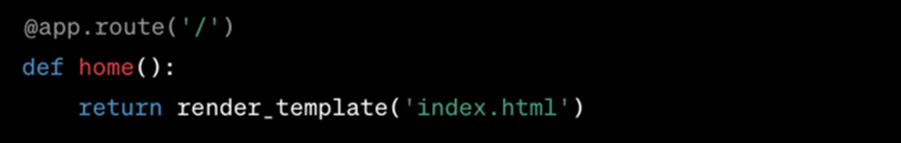 @app.route('/')
def home():
    return render_template('index.html')